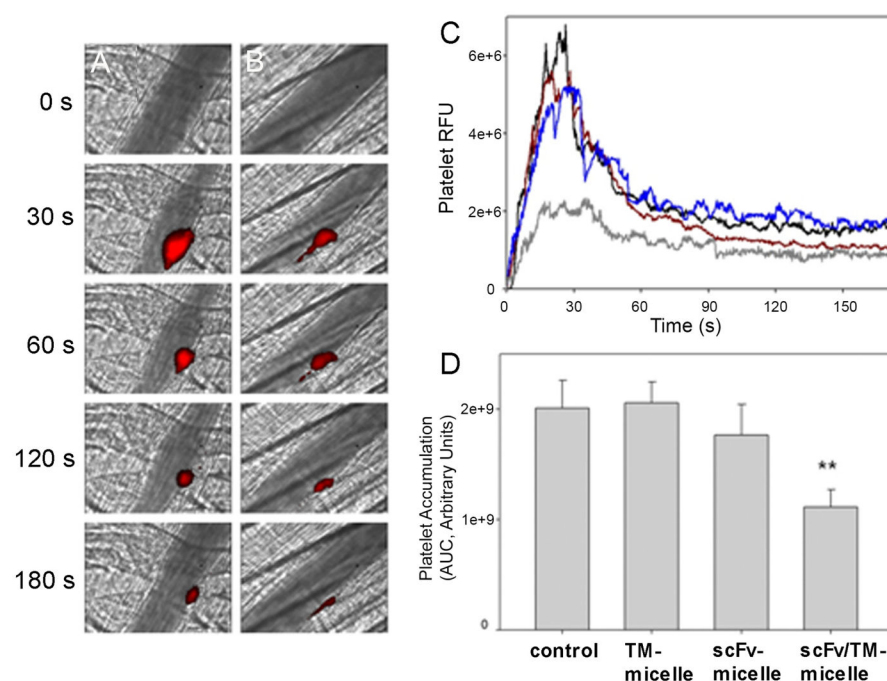 A
B
0 s
30 s
60 s
120 s
180 s
C
Platelet RFU
6e+6
4e+6
2e+6
0
0 30 60 90 120 150
Time (s)
D
Platelet Accumulation
(AUC, Arbitrary Units)
2e+9
1e+9
0
**
control
TM-
micelle
scFv-
micelle
scFv/TM-
micelle